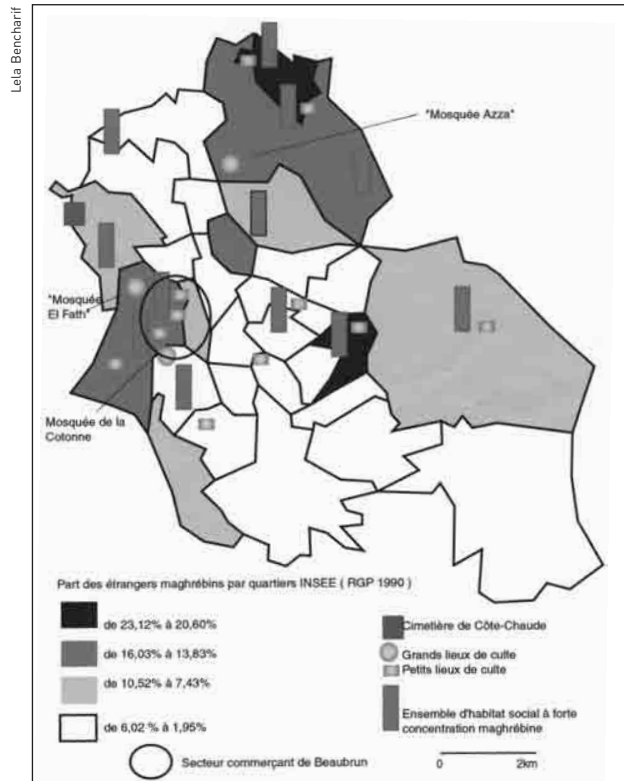 Lela Bencharif
"Mosquée Azza"
"Mosquée
El Fath"
Mosquée de la
Cotonne
Part des étrangers maghrébins par quartiers INSEE ( RGP 1990 )
de 23,12% à 20,60%
de 16,03% à 13,83%
de 10,52% à 7,43%
de 6,02 % à 1,95%
Secteur commerçant de Beaubrun
Cimetière de Côte-Chaude
Grands lieux de culte
Petits lieux de culte
Ensemble d'habitat social à forte
concentration maghrébine
0 2km